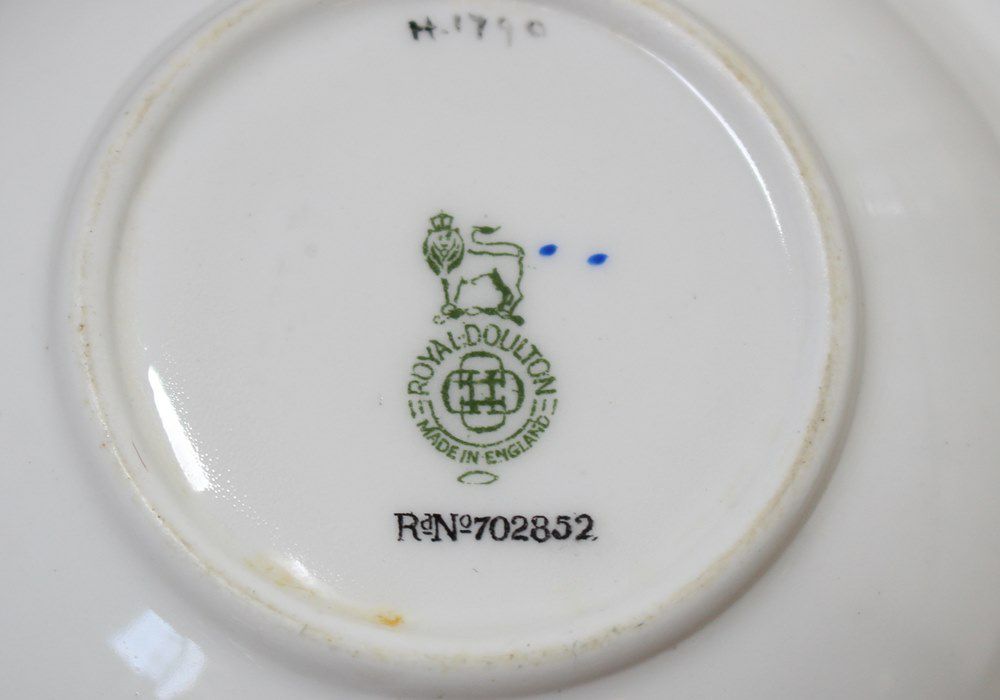 H.1790
ROYAL·DOULTON
MADE IN ENGLAND
RᵈNº702852.